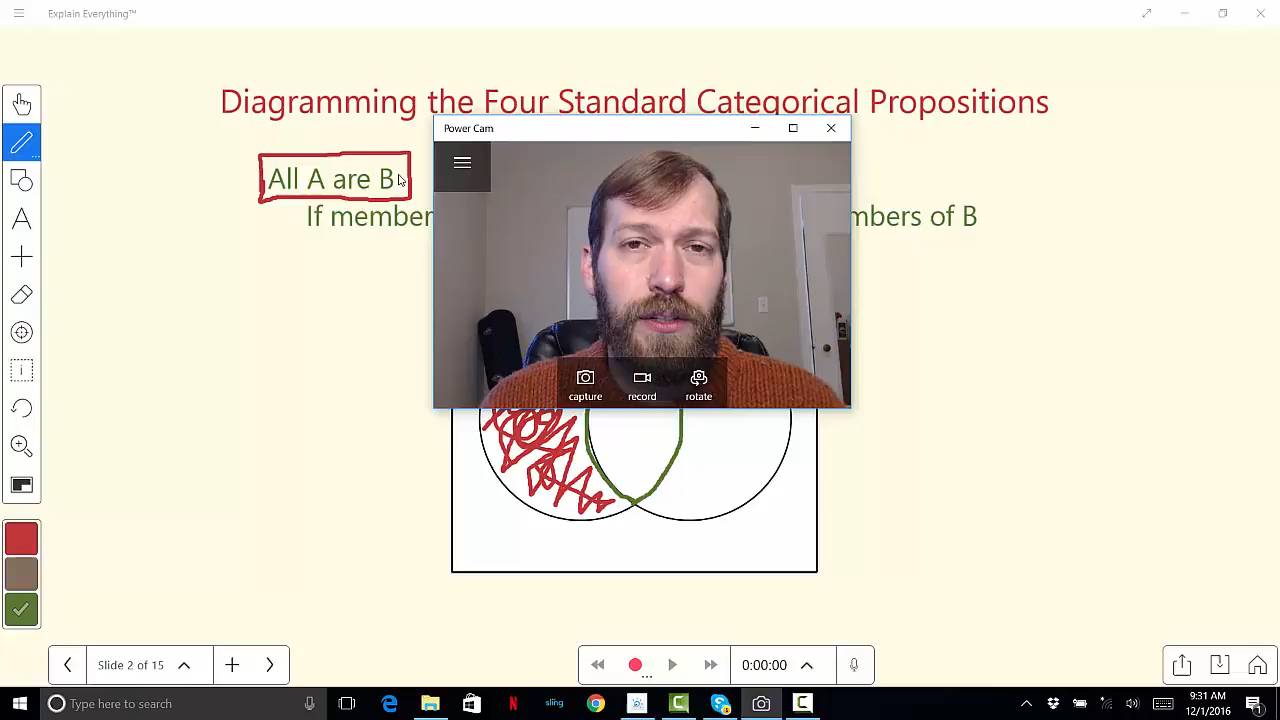 Explain Everything™
Diagramming the Four Standard Categorical Propositions
Power Cam
All A are B
If member
mbers of B
capture
record
rotate
Slide 2 of 15
0:00:00
Type here to search
sling
9:31 AM
12/1/2016